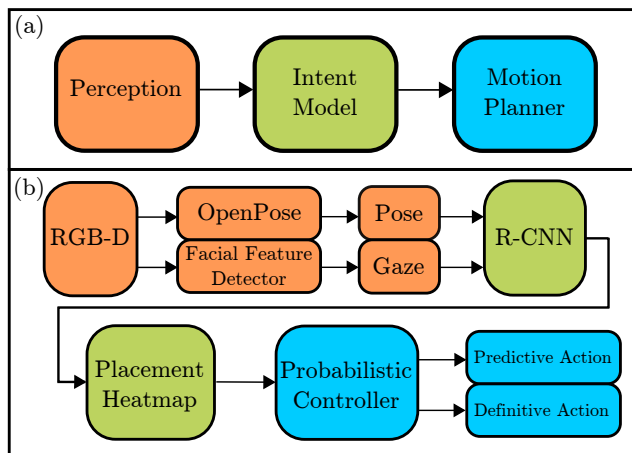 (a)
Perception
Intent
Model
Motion
Planner
(b)
RGB-D
OpenPose
Facial Feature
Detector
Pose
Gaze
R-CNN
Placement
Heatmap
Probabilistic
Controller
Predictive Action
Definitive Action